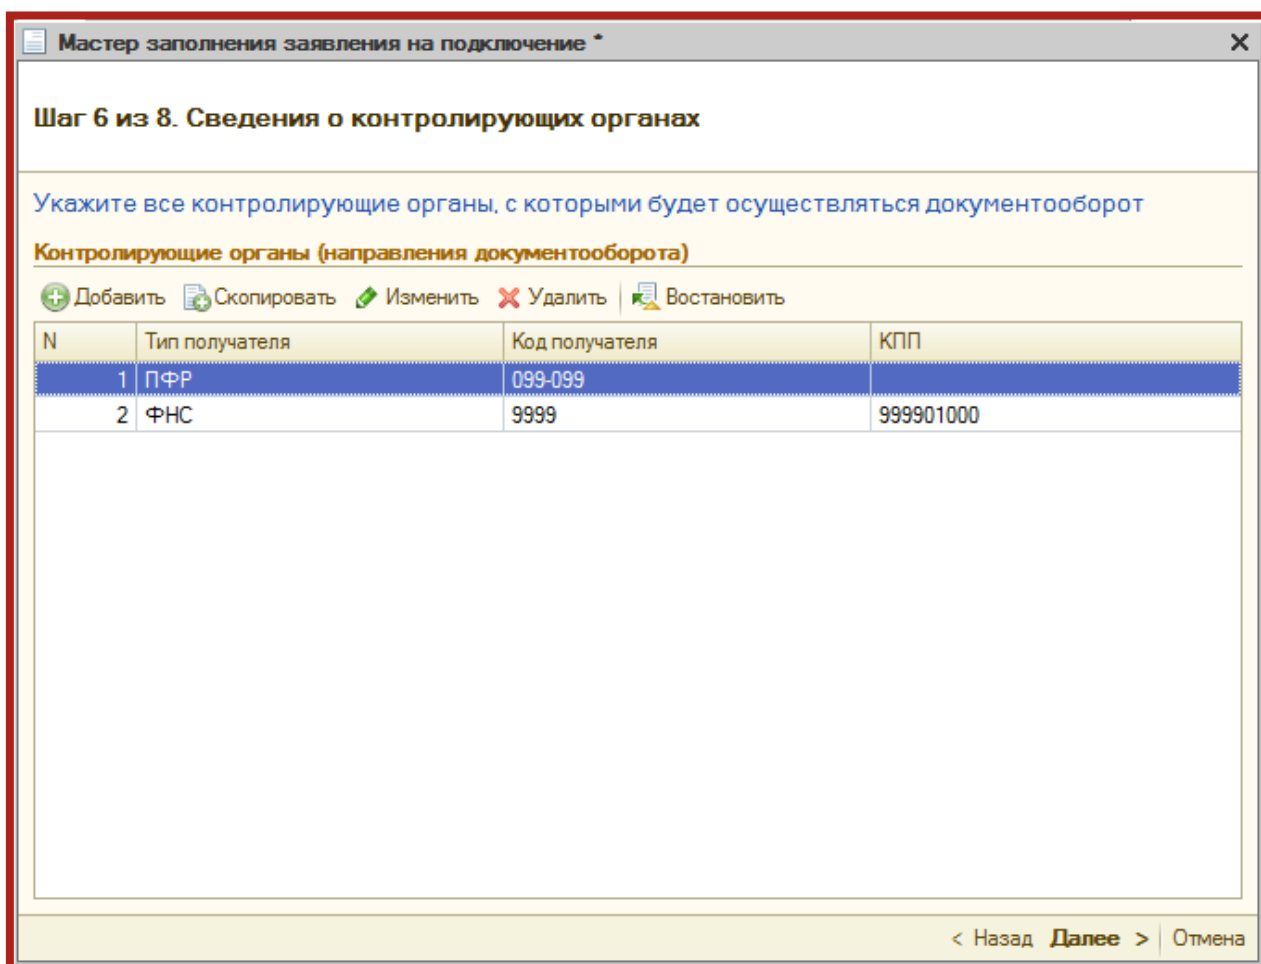 Мастер заполнения заявления на подключение *
Шаг 6 из 8. Сведения о контролирующих органах
Укажите все контролирующие органы, с которыми будет осуществляться документооборот
Контролирующие органы (направления документооборота)
Добавить Скопировать Изменить Удалить Востановить
N Тип получателя Код получателя КПП
1 ПФР 099-099
2 ФНС 9999 999901000
< Назад Далее > Отмена